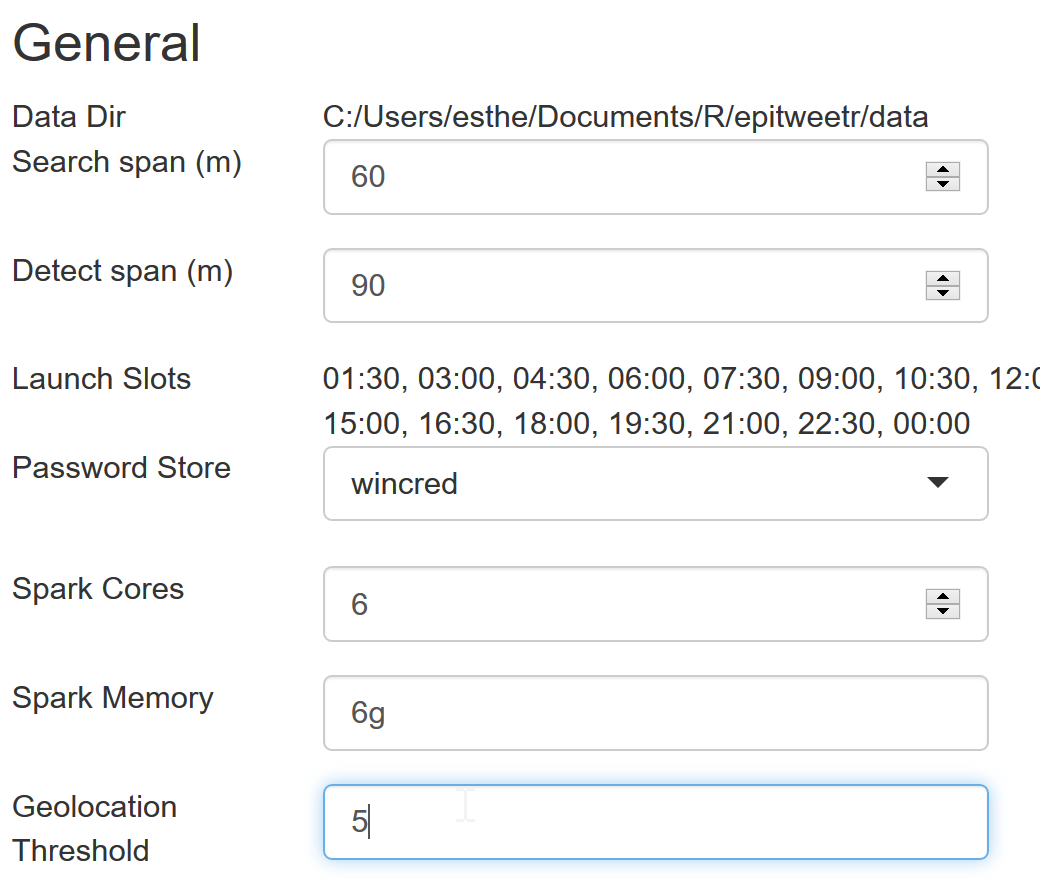 General
Data Dir C:/Users/esthe/Documents/R/epitweetr/data
Search span (m) 60
Detect span (m) 90
Launch Slots 01:30, 03:00, 04:30, 06:00, 07:30, 09:00, 10:30,
15:00, 16:30, 18:00, 19:30, 21:00, 22:30, 00:00
Password Store wincred
Spark Cores 6
Spark Memory 6g
Geolocation 5
Threshold